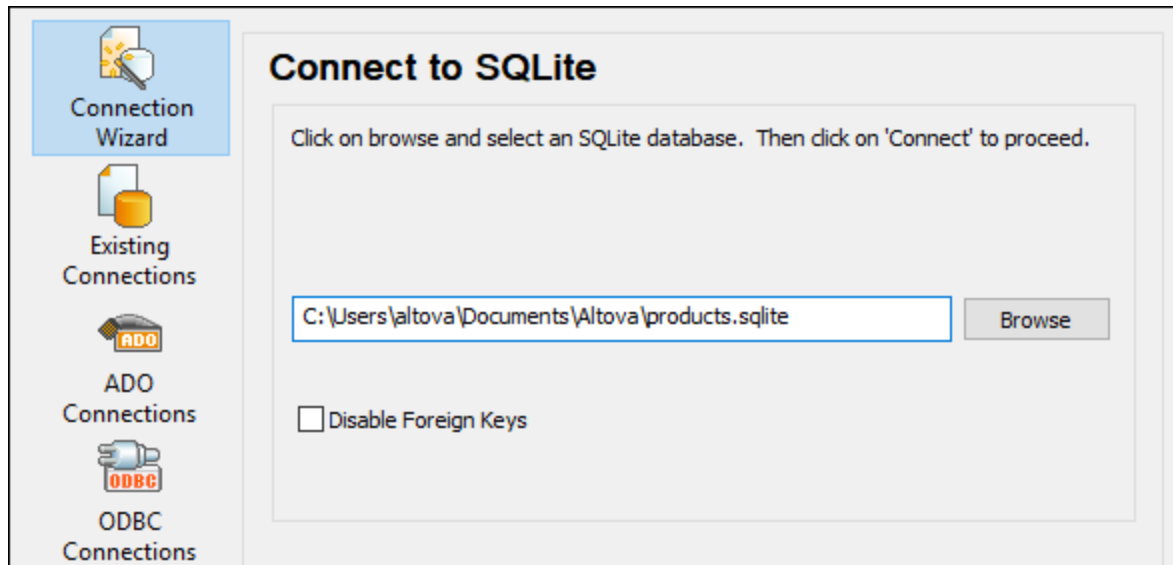 Connection
Wizard
Existing
Connections
ADO
ADO
Connections
ODBC
ODBC
Connections
Connect to SQLite
Click on browse and select an SQLite database. Then click on 'Connect' to proceed.
C:\Users\altova\Documents\Altova\products.sqlite
Browse
Disable Foreign Keys